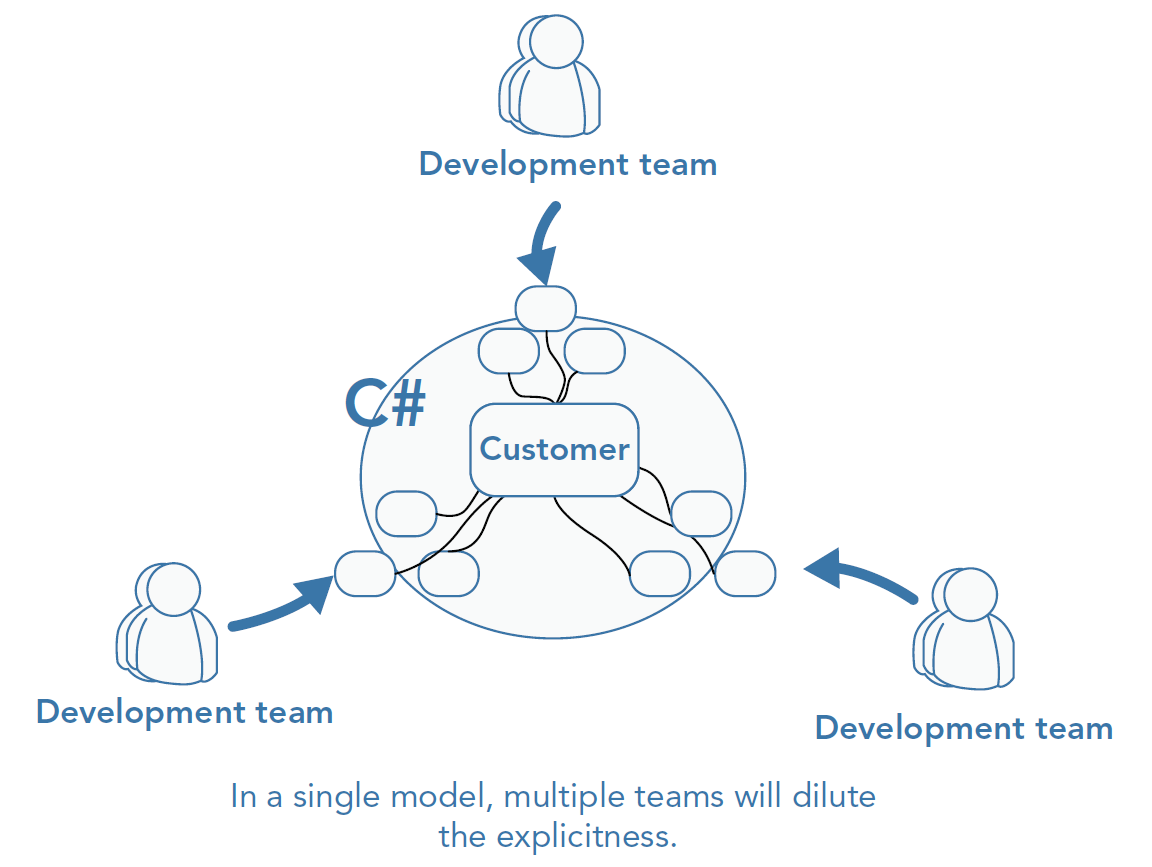 Development team
C#
Customer
Development team
Development team
In a single model, multiple teams will dilute
the explicitness.